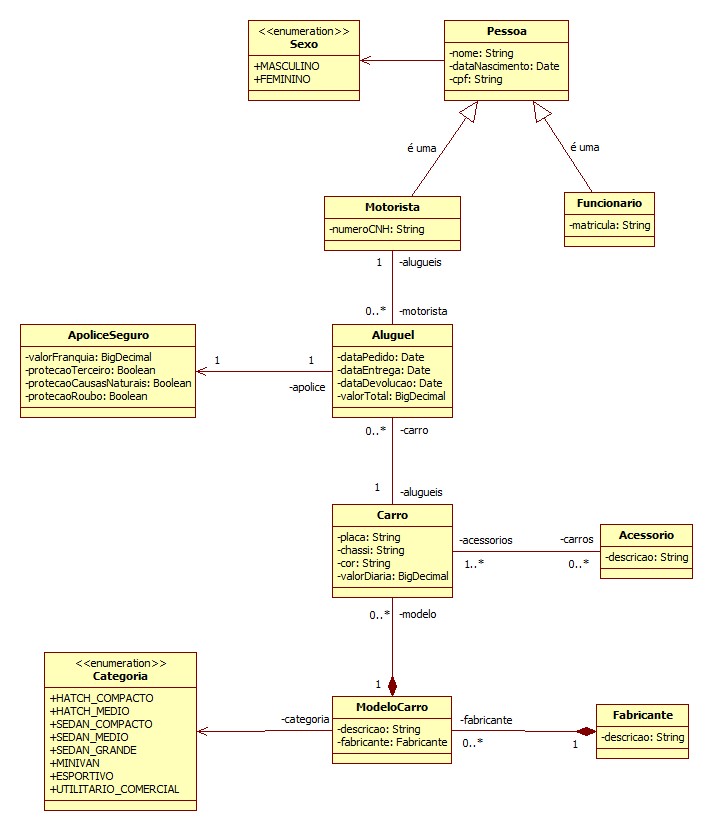 <<enumeration>>
Sexo
+MASCULINO
+FEMININO
Pessoa
-nome: String
-dataNascimento: Date
-cpf: String
é uma
é uma
Motorista
-numeroCNH: String
Funcionario
-matricula: String
1
-alugueis
0..*
-motorista
ApoliceSeguro
-valorFranquia: BigDecimal
-protecaoTerceiro: Boolean
-protecaoCausasNaturais: Boolean
-protecaoRoubo: Boolean
1
1
-apolice
Aluguel
-dataPedido: Date
-dataEntrega: Date
-dataDevolucao: Date
-valorTotal: BigDecimal
0..*
-carro
1
-alugueis
Carro
-placa: String
-chassi: String
-cor: String
-valorDiaria: BigDecimal
-acessorios
1..*
-carros
0..*
Acessorio
-descricao: String
0..*
-modelo
1
<<enumeration>>
Categoria
+HATCH_COMPACTO
+HATCH_MEDIO
+SEDAN_COMPACTO
+SEDAN_MEDIO
+SEDAN_GRANDE
+MINIVAN
+ESPORTIVO
+UTILITARIO_COMERCIAL
-categoria
ModeloCarro
-descricao: String
-fabricante: Fabricante
-fabricante
0..*
1
Fabricante
-descricao: String